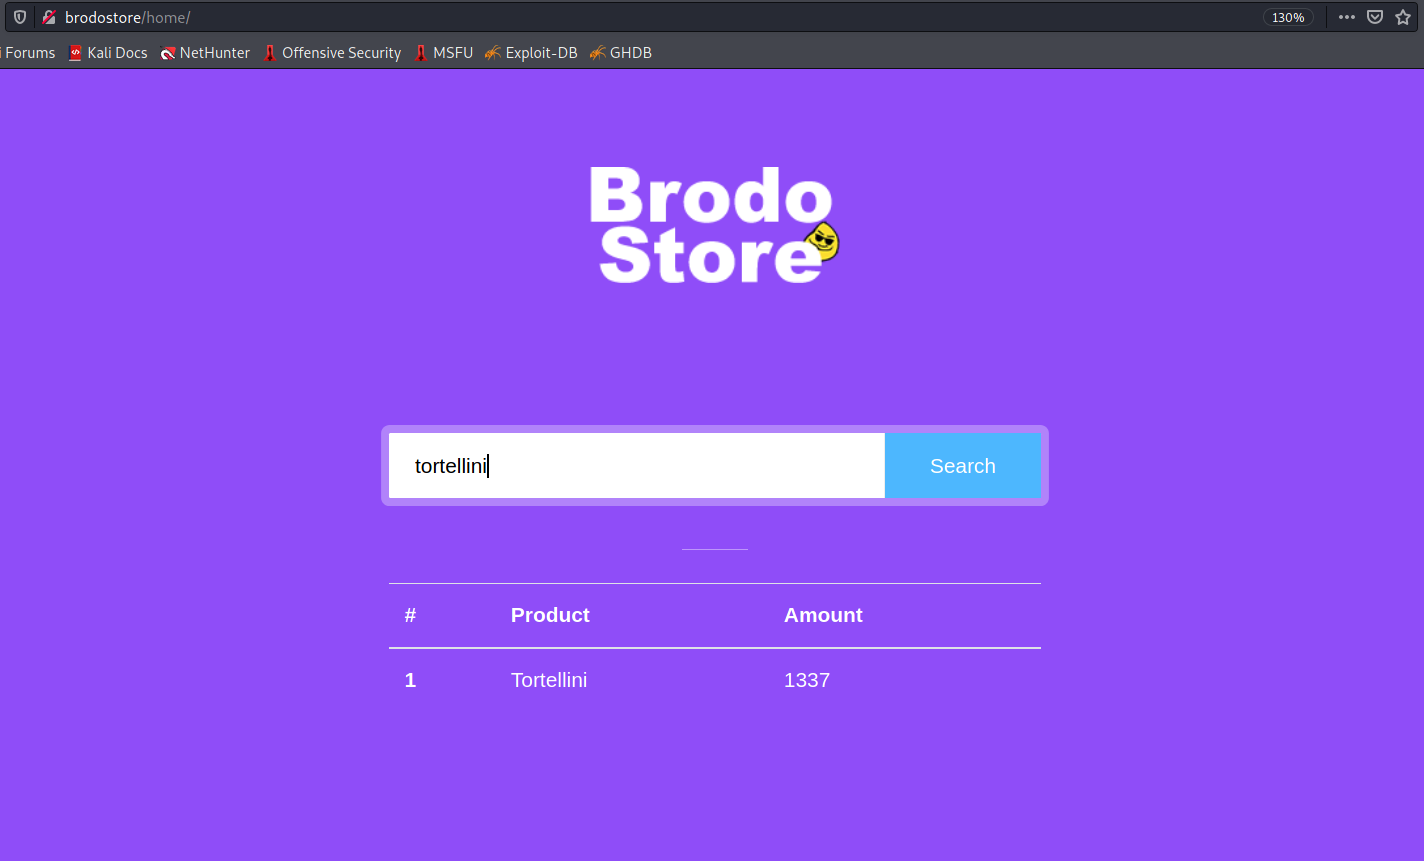 brodostore/home/ 130%
i Forums Kali Docs NetHunter Offensive Security MSFU Exploit-DB GHDB
Brodo
Store
tortellini Search
# Product Amount
1 Tortellini 1337